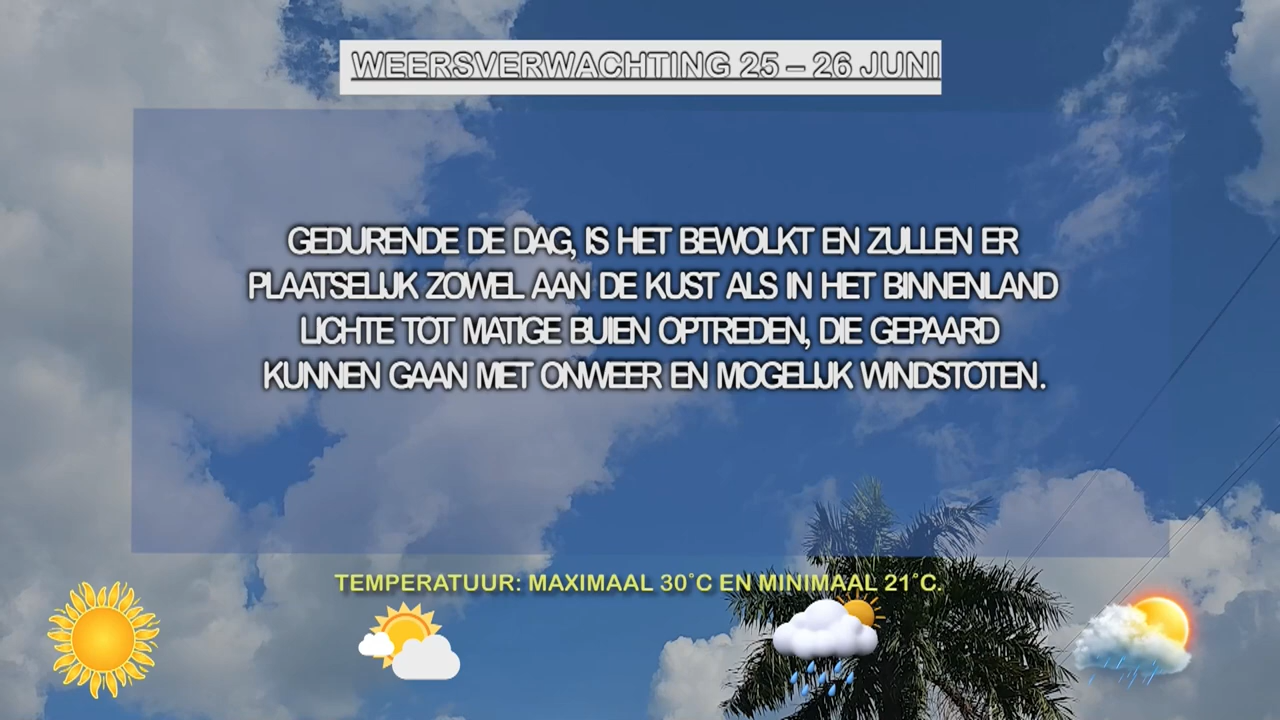 WEERSVERWACHTING 25 – 26 JUNI
GEDURENDE DE DAG, IS HET BEWOLKT EN ZULLEN ER
PLAATSELIJK ZOWEL AAN DE KUST ALS IN HET BINNENLAND
LICHTE TOT MATIGE BUIEN OPTREDEN, DIE GEPAARD
KUNNEN GAAN MET ONWEER EN MOGELIJK WINDSTOTEN.
TEMPERATUUR: MAXIMAAL 30°C EN MINIMAAL 21°C.